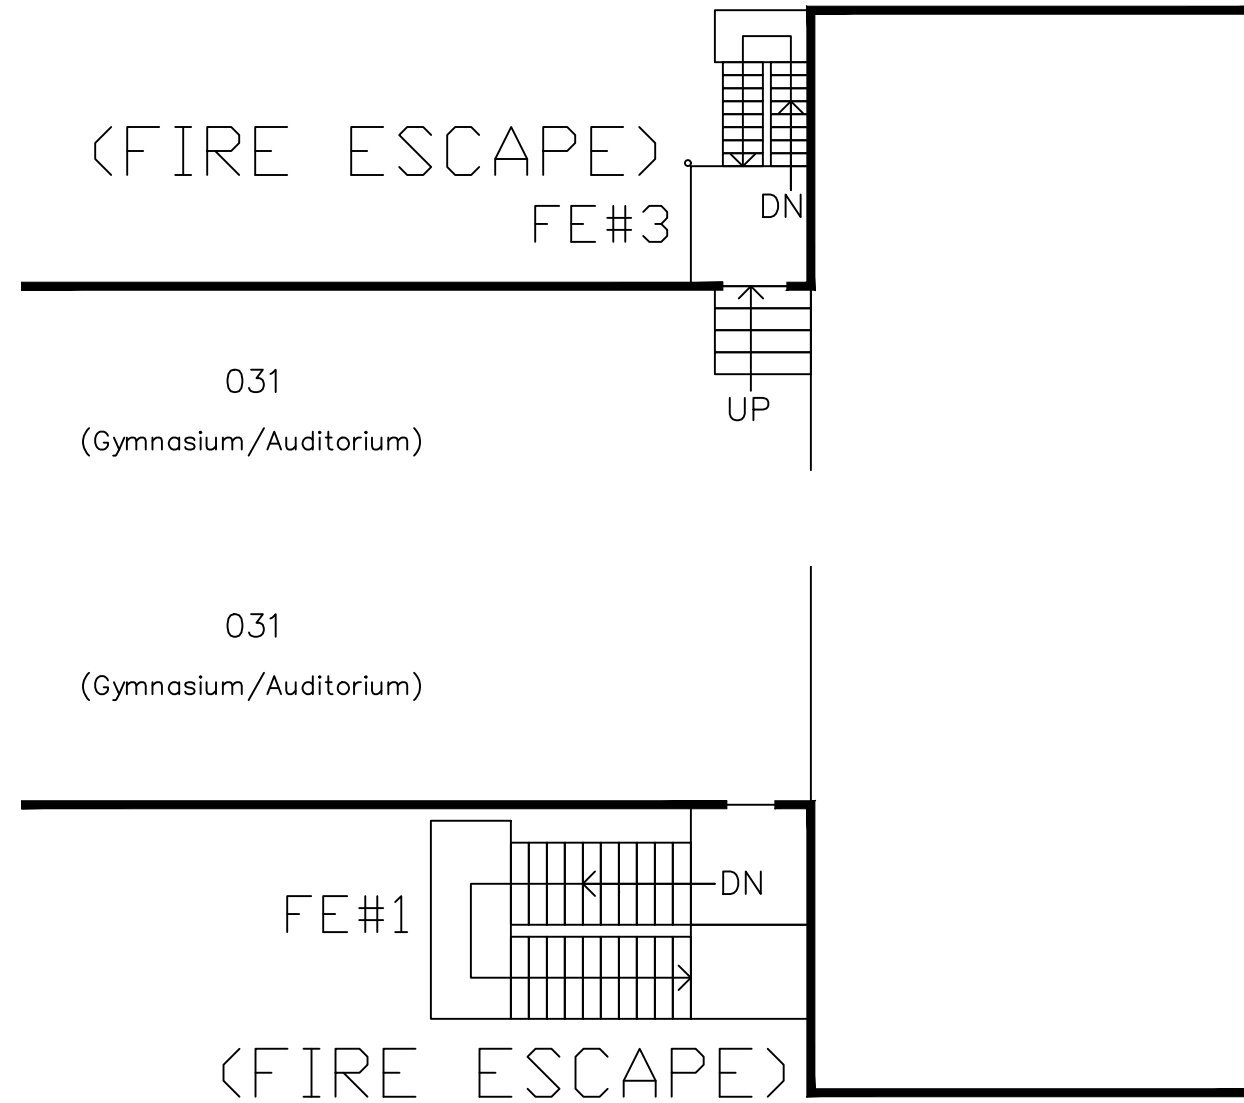 (FIRE ESCAPE)
DN
FE#3
031
UP
(Gymnasium/Auditorium)
031
(Gymnasium/Auditorium)
DN
FE#1
(FIRE ESCAPE)